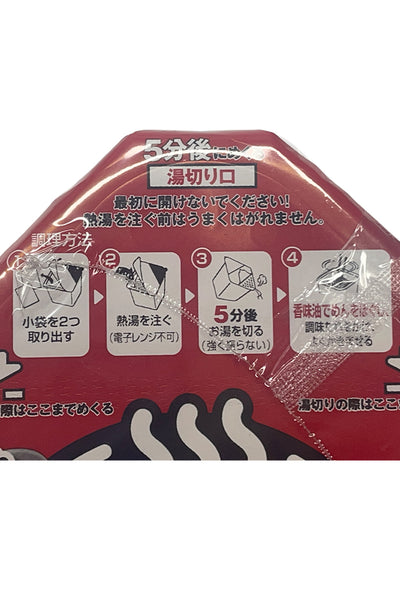 5分後にめ
湯切り口
最初に開けないでください!
熱湯を注ぐ前はうまくはがれません。
調理方法
①
小袋を2つ
取り出す
②
熱湯を注ぐ
(電子レンジ不可)
③
5分後
お湯を切る
(強く振らない)
④
香味油でめんをほぐし、
調味
よくかきまぜる
の際はここまでめくる
湯切りの際はここ